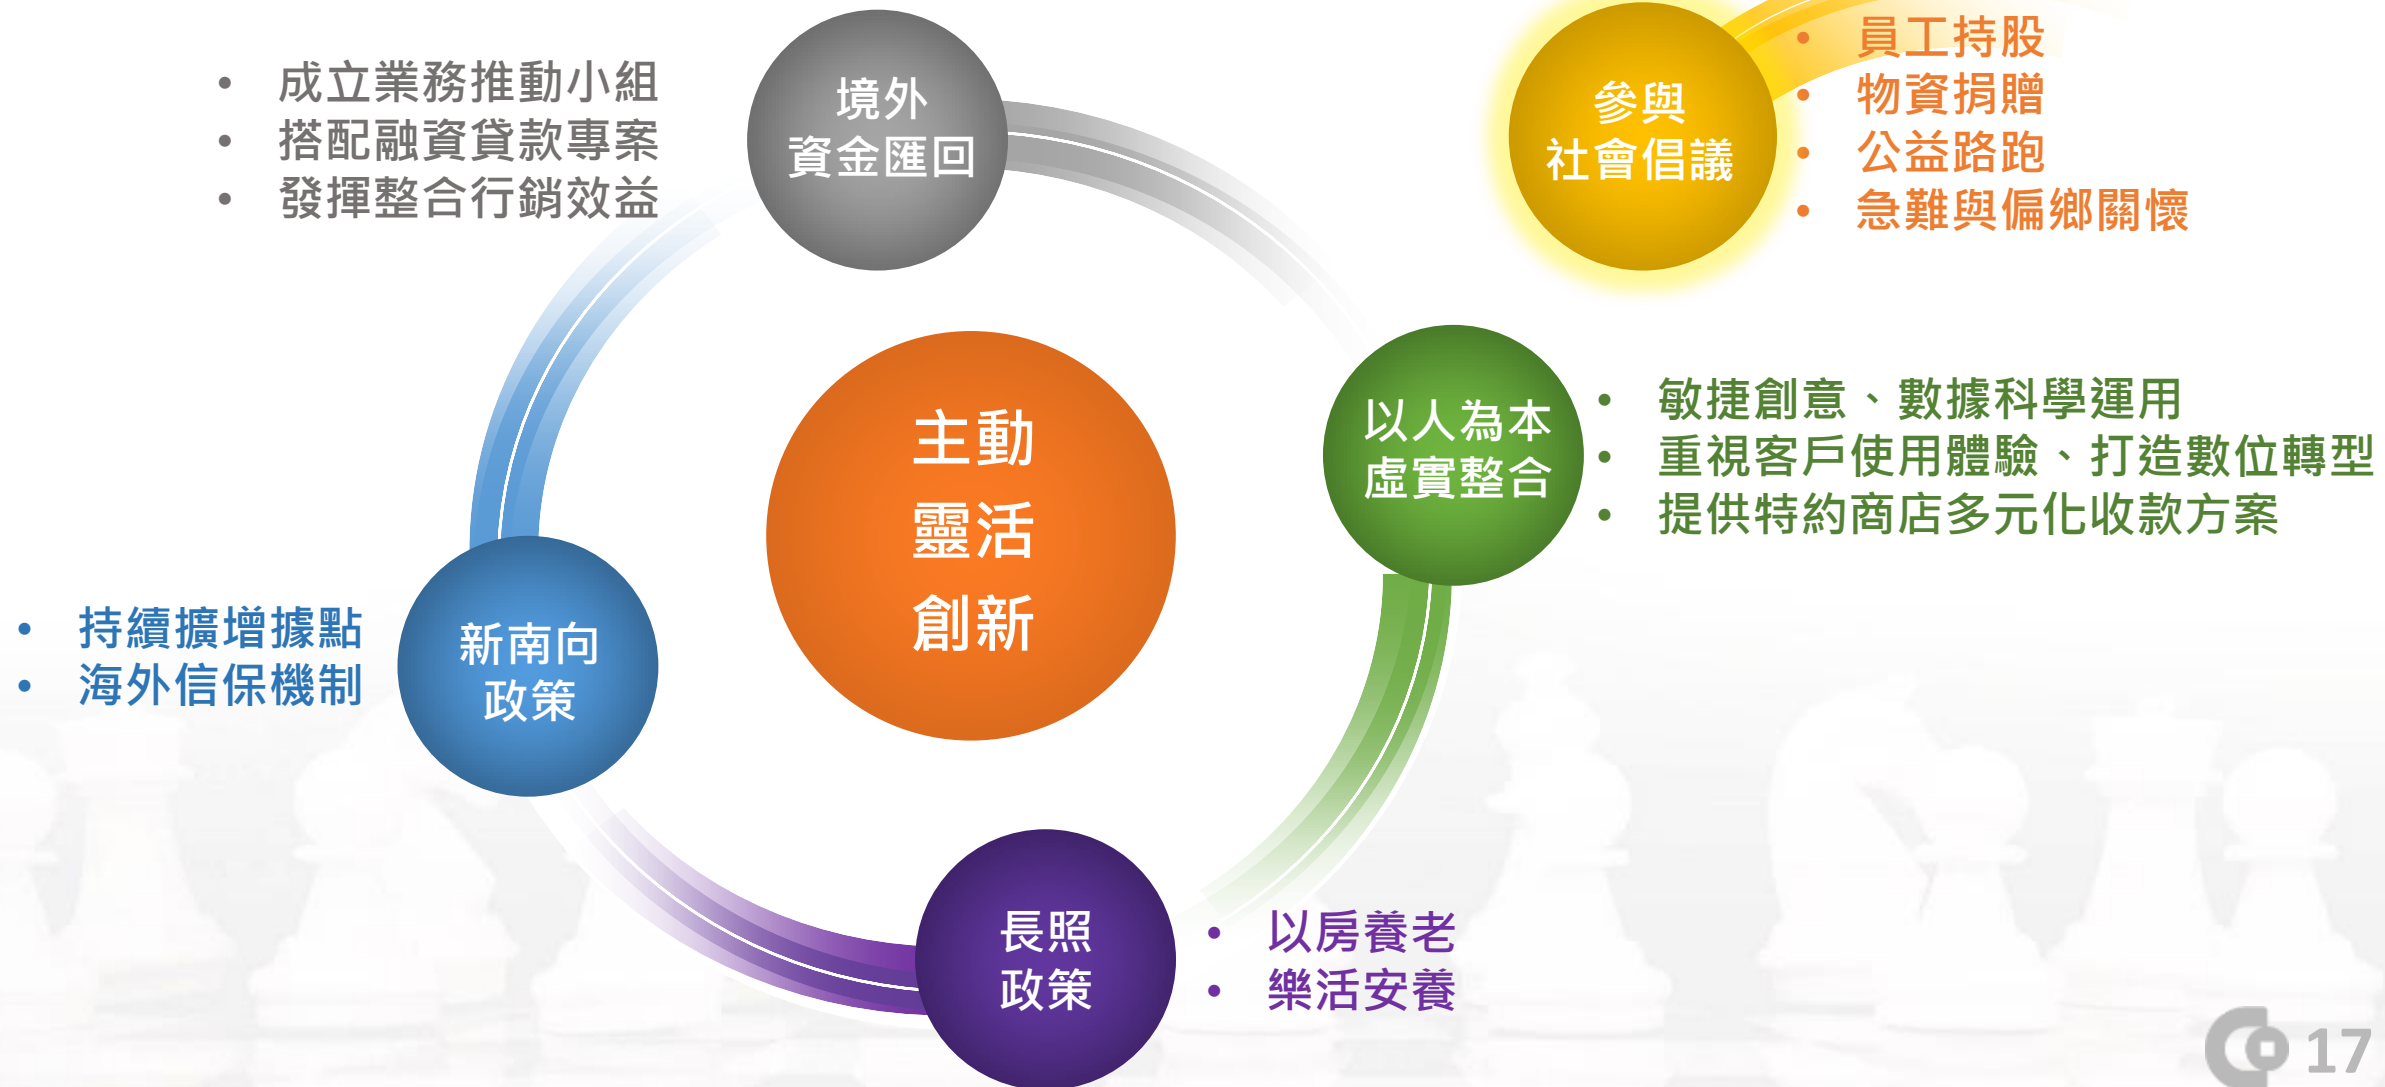 境外
資金匯回
• 成立業務推動小組
• 搭配融資貸款專案
• 發揮整合行銷效益
參與
社會倡議
• 員工持股
• 物資捐贈
• 公益路跑
• 急難與偏鄉關懷
主動
靈活
創新
以人為本
虛實整合
• 敏捷創意、數據科學運用
• 重視客戶使用體驗、打造數位轉型
• 提供特約商店多元化收款方案
新南向
政策
• 持續擴增據點
• 海外信保機制
長照
政策
• 以房養老
• 樂活安養
17